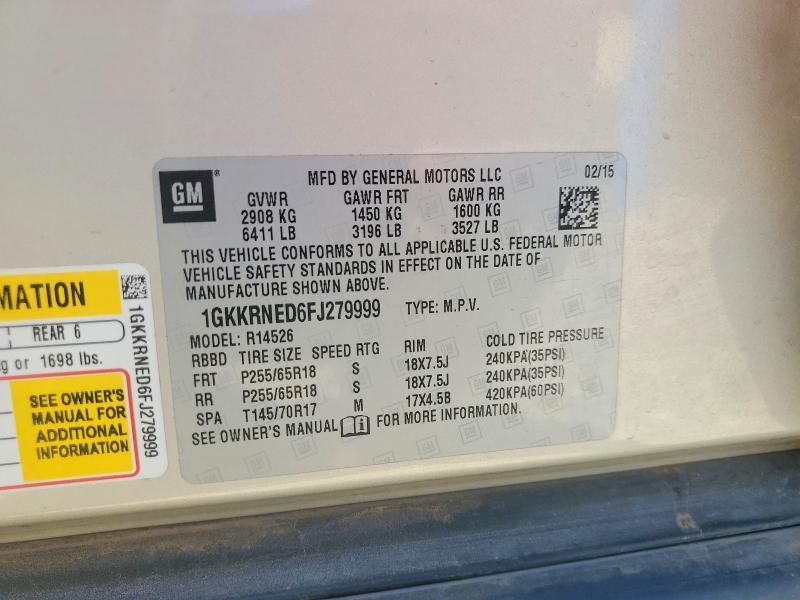 GM
MFD BY GENERAL MOTORS LLC 02/15
GVWR GAWR FRT GAWR RR
2908 KG 1450 KG 1600 KG
6411 LB 3196 LB 3527 LB
THIS VEHICLE CONFORMS TO ALL APPLICABLE U.S. FEDERAL MOTOR
VEHICLE SAFETY STANDARDS IN EFFECT ON THE DATE OF
MANUFACTURE SHOWN ABOVE.
1GKKRNED6FJ279999 TYPE: M.P.V.
MODEL: R14526
RBBD TIRE SIZE SPEED RTG RIM COLD TIRE PRESSURE
FRT P255/65R18 S 18X7.5J 240KPA(35PSI)
RR P255/65R18 S 18X7.5J 240KPA(35PSI)
SPA T145/70R17 M 17X4.5B 420KPA(60PSI)
SEE OWNER'S MANUAL i FOR MORE INFORMATION.
MATION
REAR 6
or 1698 lbs.
SEE OWNER'S
MANUAL FOR
ADDITIONAL
INFORMATION
1GKKRNED6FJ279999